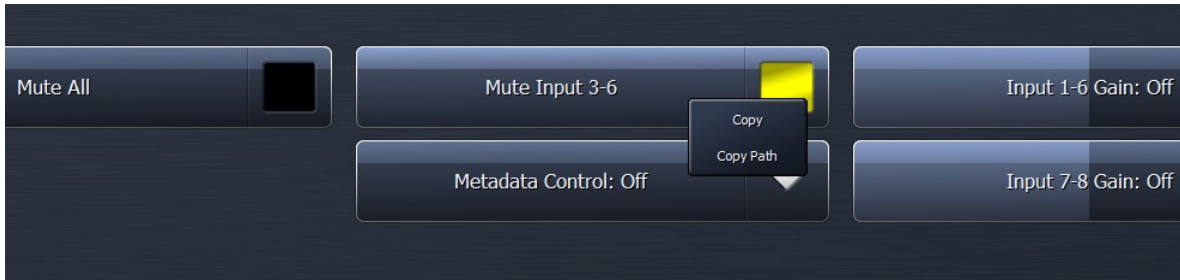 Mute All
Mute Input 3-6
Input 1-6 Gain: Off
Copy
Copy Path
Metadata Control: Off
Input 7-8 Gain: Off